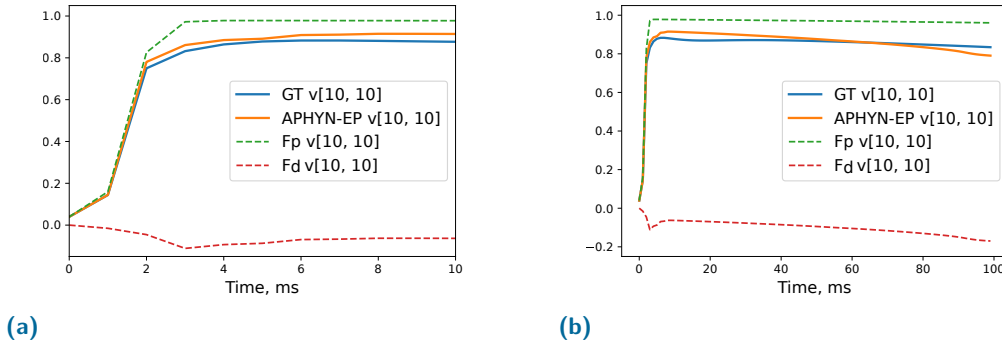 1.0
0.8
0.6
0.4
0.2
0.0
GT v[10, 10]
APHYN-EP v[10, 10]
Fp v[10, 10]
Fd v[10, 10]
0 2 4 6 8 10
Time, ms
(a)
1.0
0.8
0.6
0.4
0.2
0.0
−0.2
GT v[10, 10]
APHYN-EP v[10, 10]
Fp v[10, 10]
Fd v[10, 10]
0 20 40 60 80 100
Time, ms
(b)